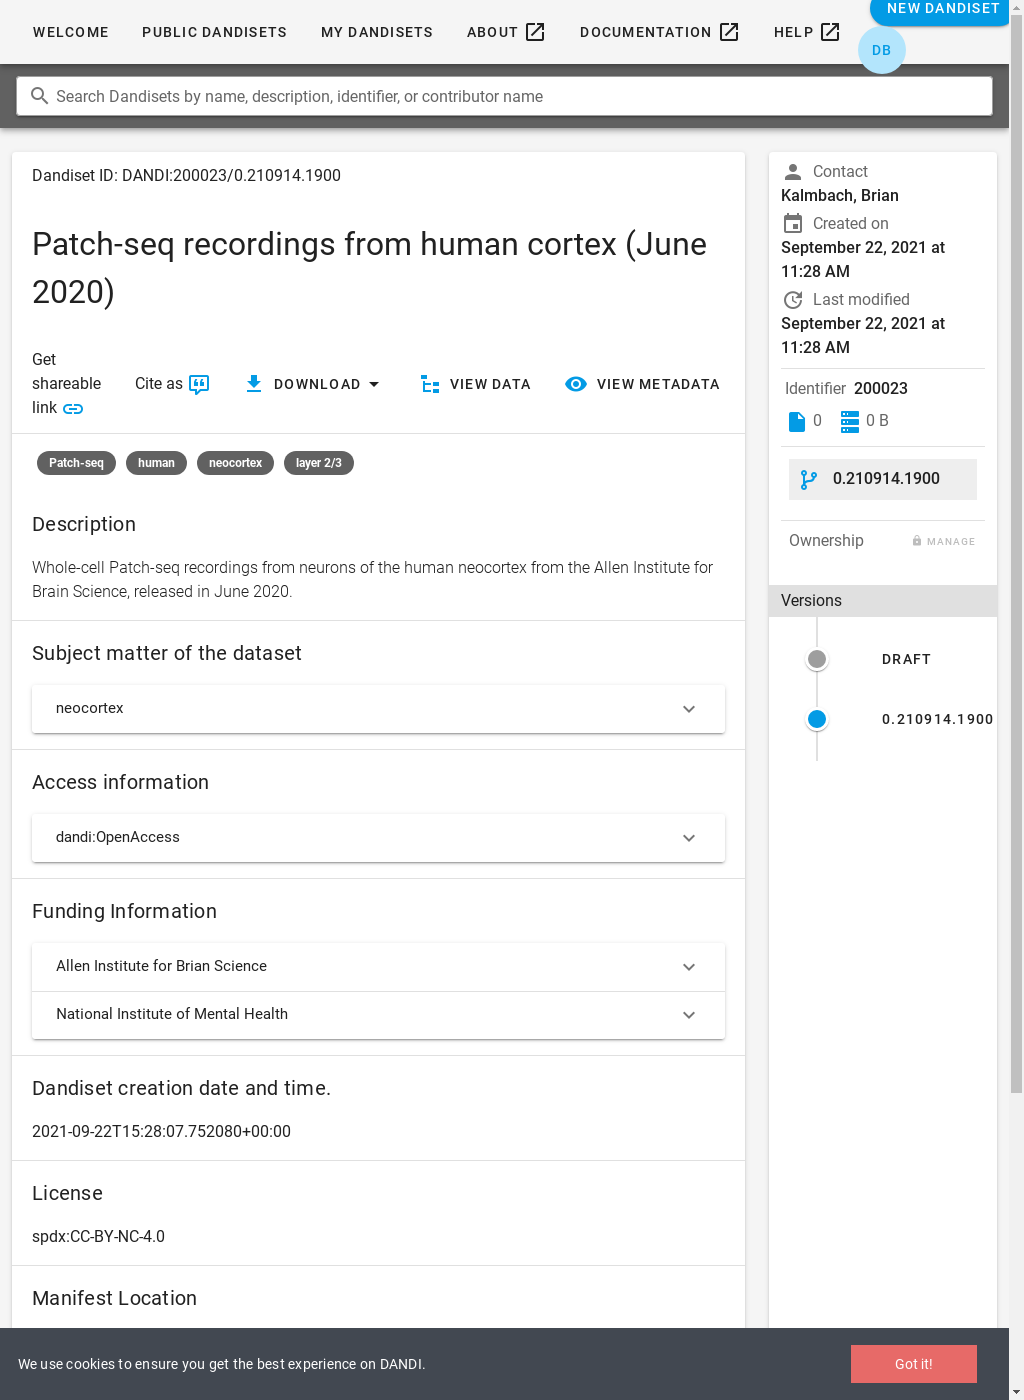 WELCOME PUBLIC DANDISETS MY DANDISETS ABOUT DOCUMENTATION HELP NEW DANDISET
DB
Search Dandisets by name, description, identifier, or contributor name
Dandiset ID: DANDI:200023/0.210914.1900
Patch-seq recordings from human cortex (June
2020)
Get
shareable
link
Cite as
DOWNLOAD
VIEW DATA
VIEW METADATA
Patch-seq human neocortex layer 2/3
Description
Whole-cell Patch-seq recordings from neurons of the human neocortex from the Allen Institute for
Brain Science, released in June 2020.
Subject matter of the dataset
neocortex
Access information
dandi:OpenAccess
Funding Information
Allen Institute for Brian Science
National Institute of Mental Health
Dandiset creation date and time.
2021-09-22T15:28:07.752080+00:00
License
spdx:CC-BY-NC-4.0
Manifest Location
Contact
Kalmbach, Brian
Created on
September 22, 2021 at
11:28 AM
Last modified
September 22, 2021 at
11:28 AM
Identifier 200023
0 0 B
0.210914.1900
Ownership MANAGE
Versions
DRAFT
0.210914.1900
We use cookies to ensure you get the best experience on DANDI.
Got it!